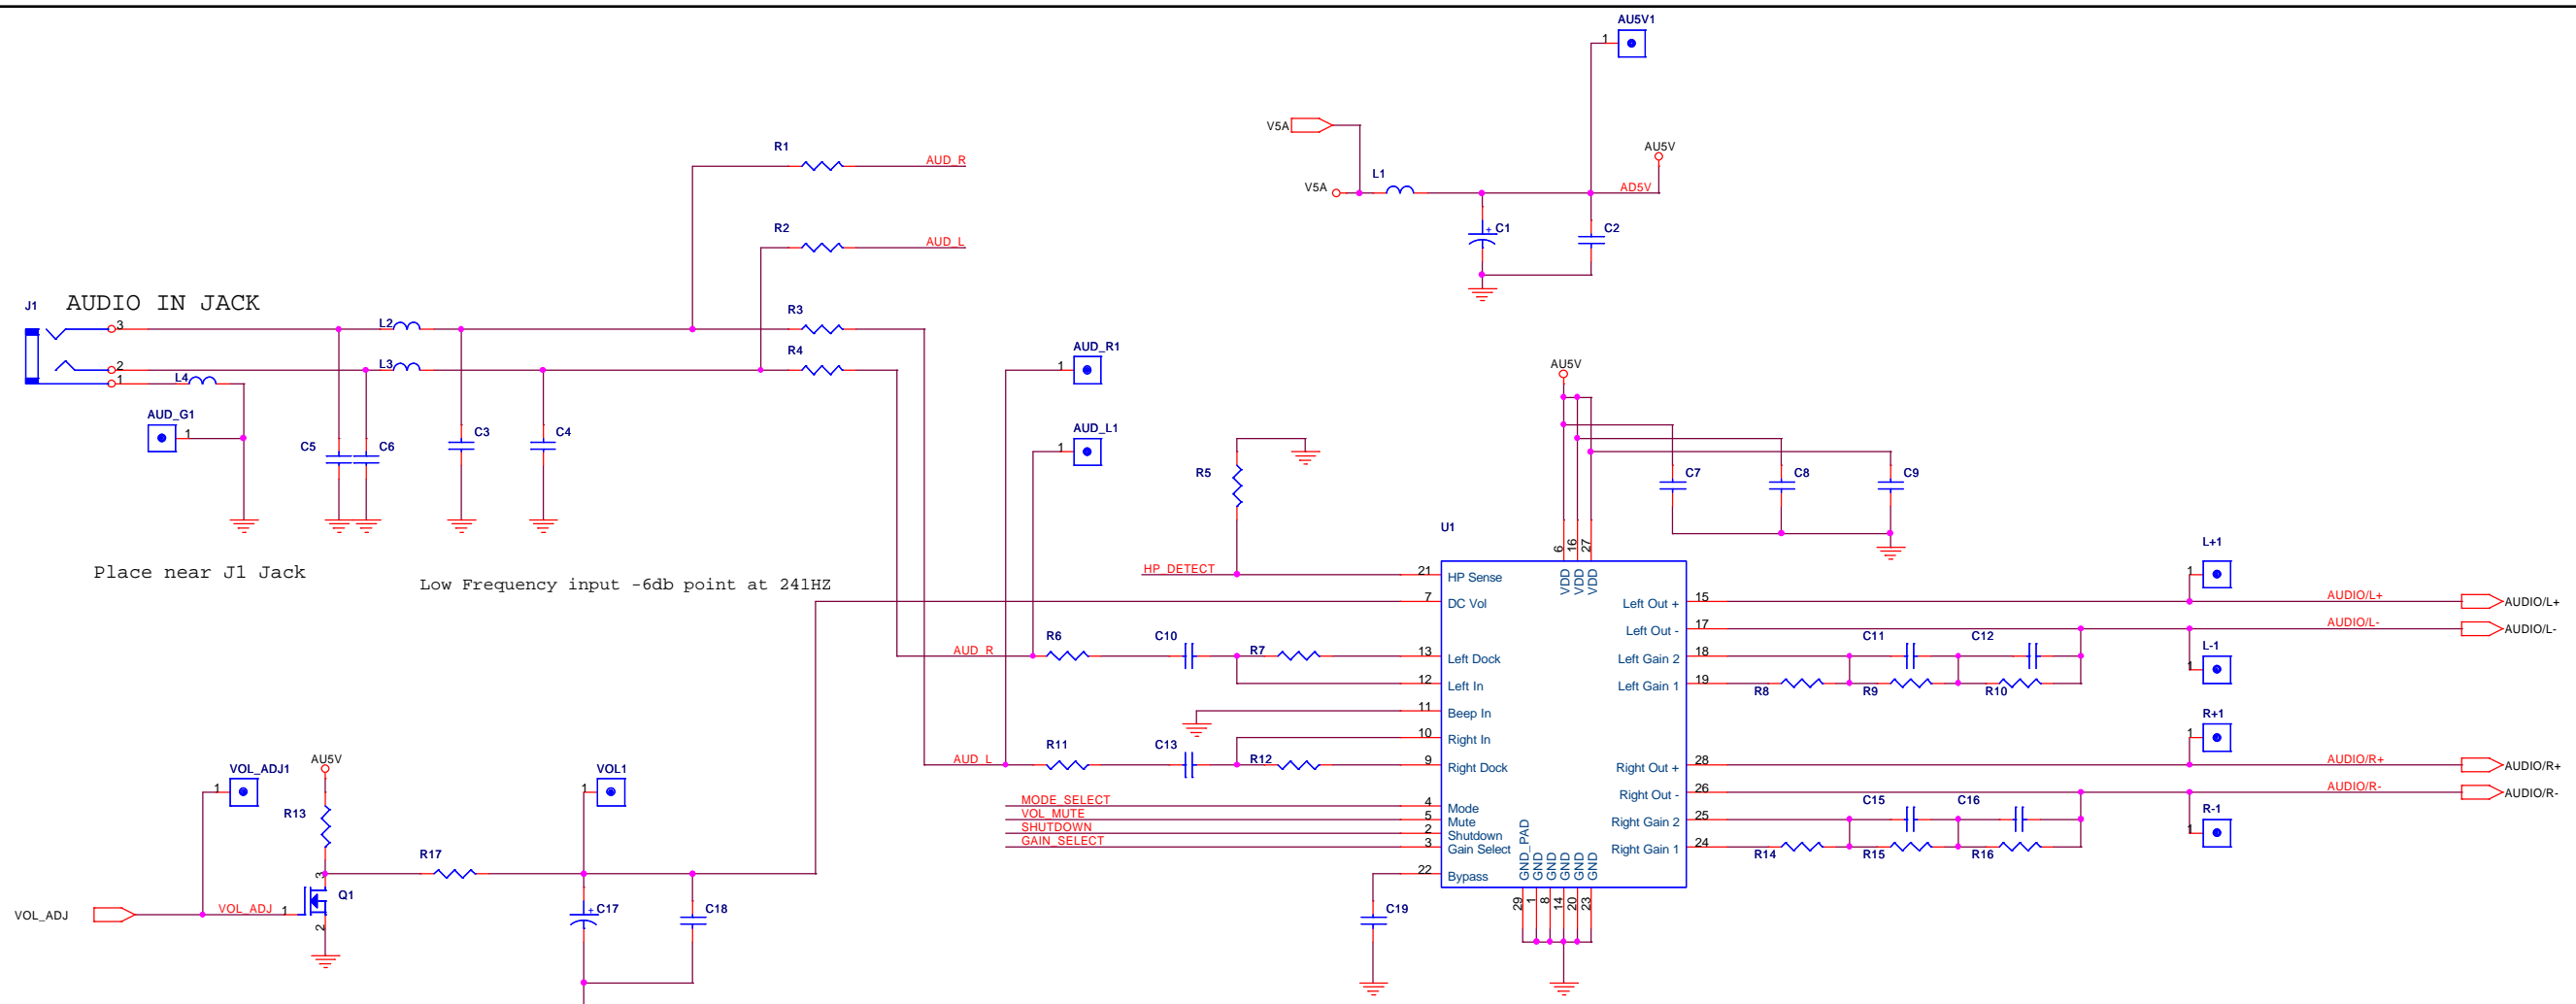 AU5V1
1
V5A
AU5V
R1
AUD_R
L1
V5A
AD5V
R2
AUD_L
C1
+
C2
J1
AUDIO IN JACK
R3
3
L2
R4
2
L3
1
L4
AUD_R1
1
AU5V
AUD_G1
1
C5
C6
C3
C4
AUD_L1
1
R5
C7
C8
C9
U1
6
16
27
L+1
Place near J1 Jack
Low Frequency input -6db point at 241HZ
HP_DETECT
21
HP Sense
VDD
VDD
VDD
1
7
DC Vol
Left Out +
15
AUDIO/L+
AUDIO/L+
Left Out -
17
AUDIO/L-
AUDIO/L-
R6
C10
C11
C12
L-1
AUD_R
R7
13
Left Dock
Left Gain 2
18
1
12
Left In
Left Gain 1
19
R8
R9
R10
11
Beep In
R+1
10
Right In
1
R11
C13
AUD_L
R12
9
Right Dock
Right Out +
28
AUDIO/R+
AUDIO/R+
VOL_ADJ1
1
AU5V
VOL1
1
Right Out -
26
AUDIO/R-
AUDIO/R-
R13
MODE_SELECT
4
Mode
C15
C16
R-1
VOL_MUTE
5
Mute
Right Gain 2
25
1
SHUTDOWN
2
Shutdown
GAIN_SELECT
3
Gain Select
Right Gain 1
24
R14
R15
R16
R17
3
22
Bypass
GND_PAD
GND
GND
GND
GND
GND
Q1
VOL_ADJ
VOL_ADJ
1
2
+
C17
C18
C19
29
1
8
14
20
23